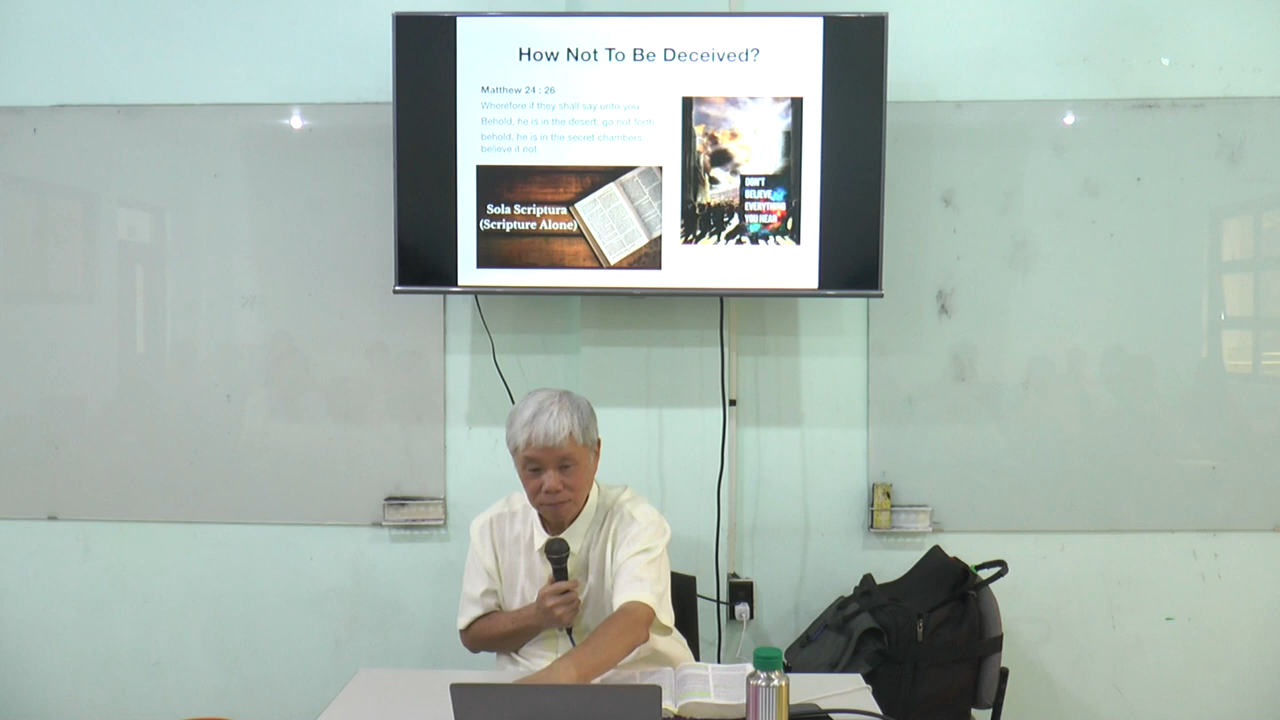 How Not To Be Deceived?
Matthew 24 : 26
Wherefore if they shall say unto you
Behold, he is in the desert; go not forth
behold, he is in the secret chambers;
believe it not.
Sola Scriptura
(Scripture Alone)
DON'T
BELIEVE
EVERYTHING
YOU HEAR